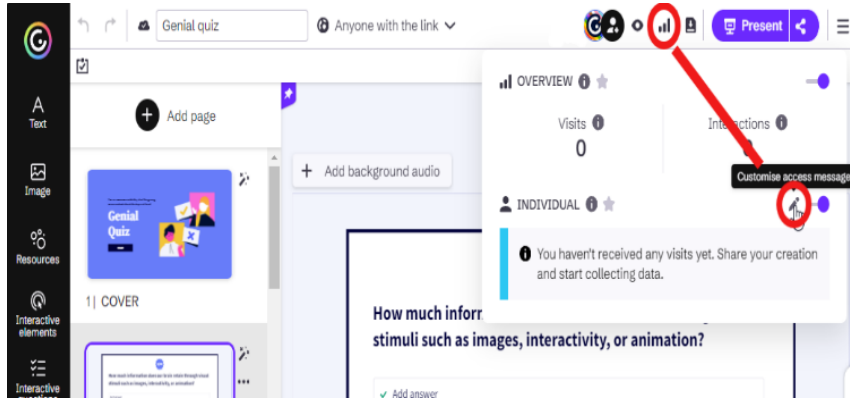 Genial quiz
Anyone with the link
Present
Text
Image
Resources
Interactive
elements
Interactive
Add page
Genial
Quiz
1| COVER
Add background audio
OVERVIEW
Visits
0
Interactions
Customise access message
INDIVIDUAL
You haven't received any visits yet. Share your creation
and start collecting data.
How much
stimuli such as images, interactivity, or animation?
Add answer